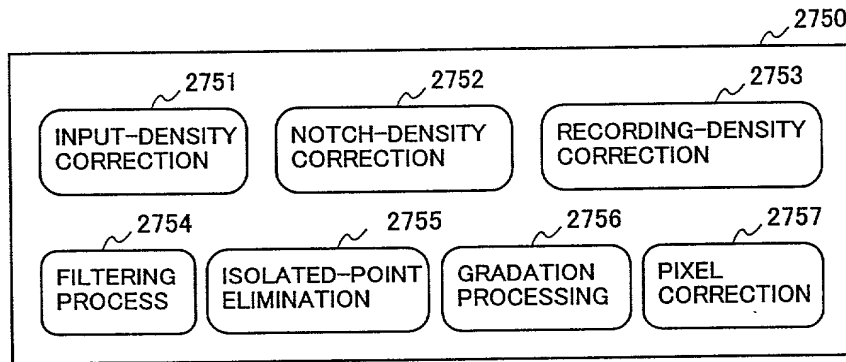 2750
2751
INPUT-DENSITY
CORRECTION
2752
NOTCH-DENSITY
CORRECTION
2753
RECORDING-DENSITY
CORRECTION
2754
FILTERING
PROCESS
2755
ISOLATED-POINT
ELIMINATION
2756
GRADATION
PROCESSING
2757
PIXEL
CORRECTION